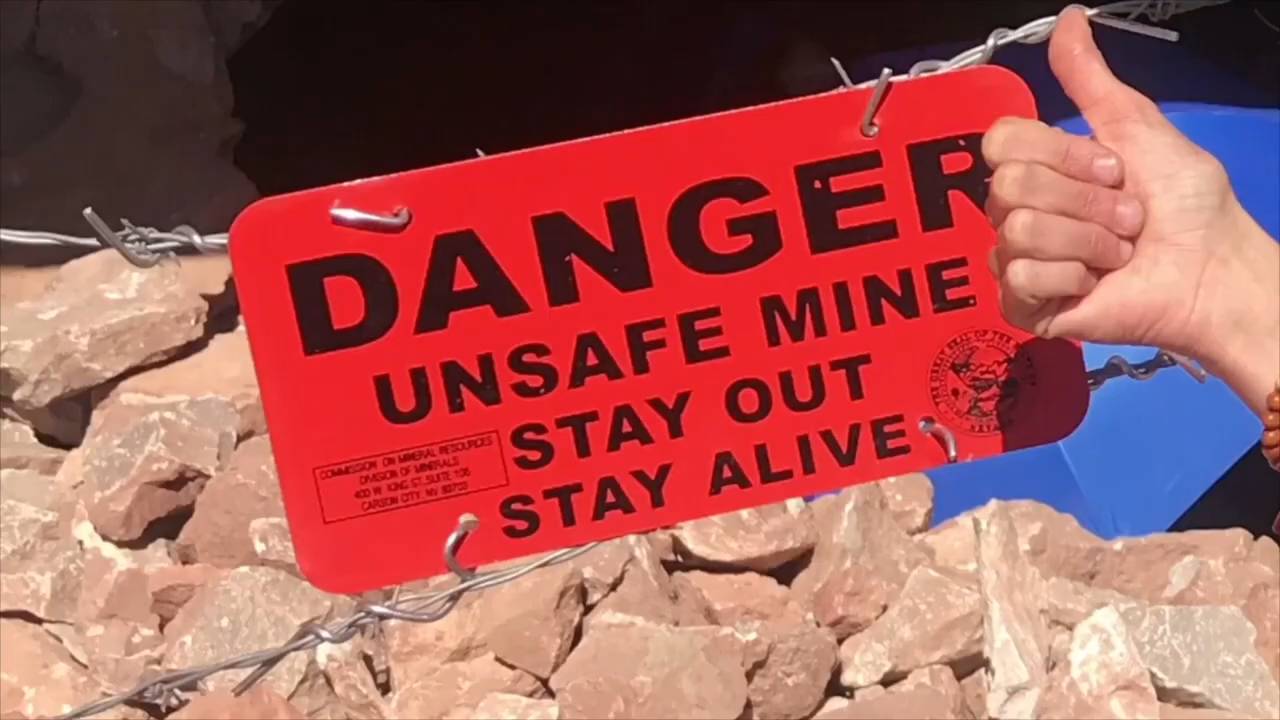 DANGER
UNSAFE MINE
STAY OUT
STAY ALIVE
COMMISSION ON MINERAL RESOURCES
DIVISION OF MINERALS
400 W. KING ST. SUITE 106
CARSON CITY, NV 89703